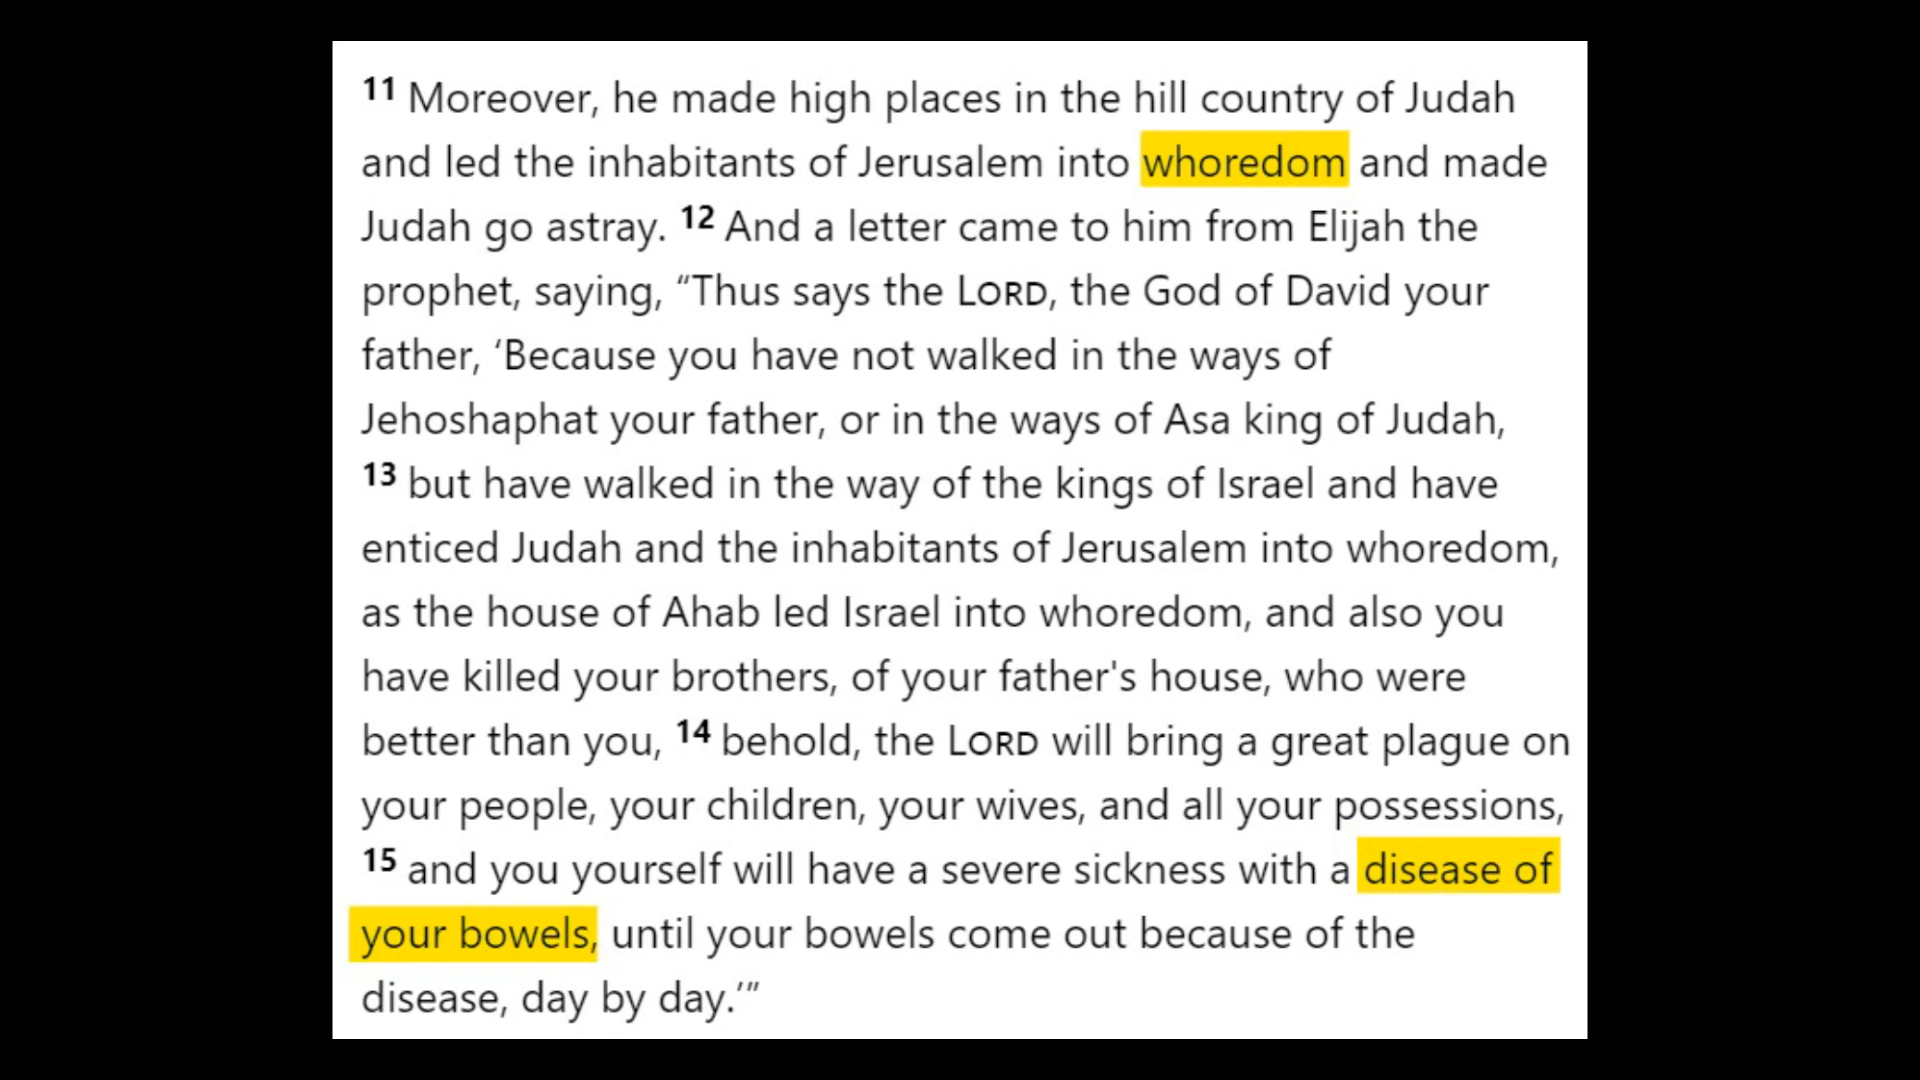 11 Moreover, he made high places in the hill country of Judah
and led the inhabitants of Jerusalem into whoredom and made
Judah go astray. 12 And a letter came to him from Elijah the
prophet, saying, “Thus says the LORD, the God of David your
father, ‘Because you have not walked in the ways of
Jehoshaphat your father, or in the ways of Asa king of Judah,
13 but have walked in the way of the kings of Israel and have
enticed Judah and the inhabitants of Jerusalem into whoredom,
as the house of Ahab led Israel into whoredom, and also you
have killed your brothers, of your father's house, who were
better than you, 14 behold, the LORD will bring a great plague on
your people, your children, your wives, and all your possessions,
15 and you yourself will have a severe sickness with a disease of
your bowels, until your bowels come out because of the
disease, day by day.’”